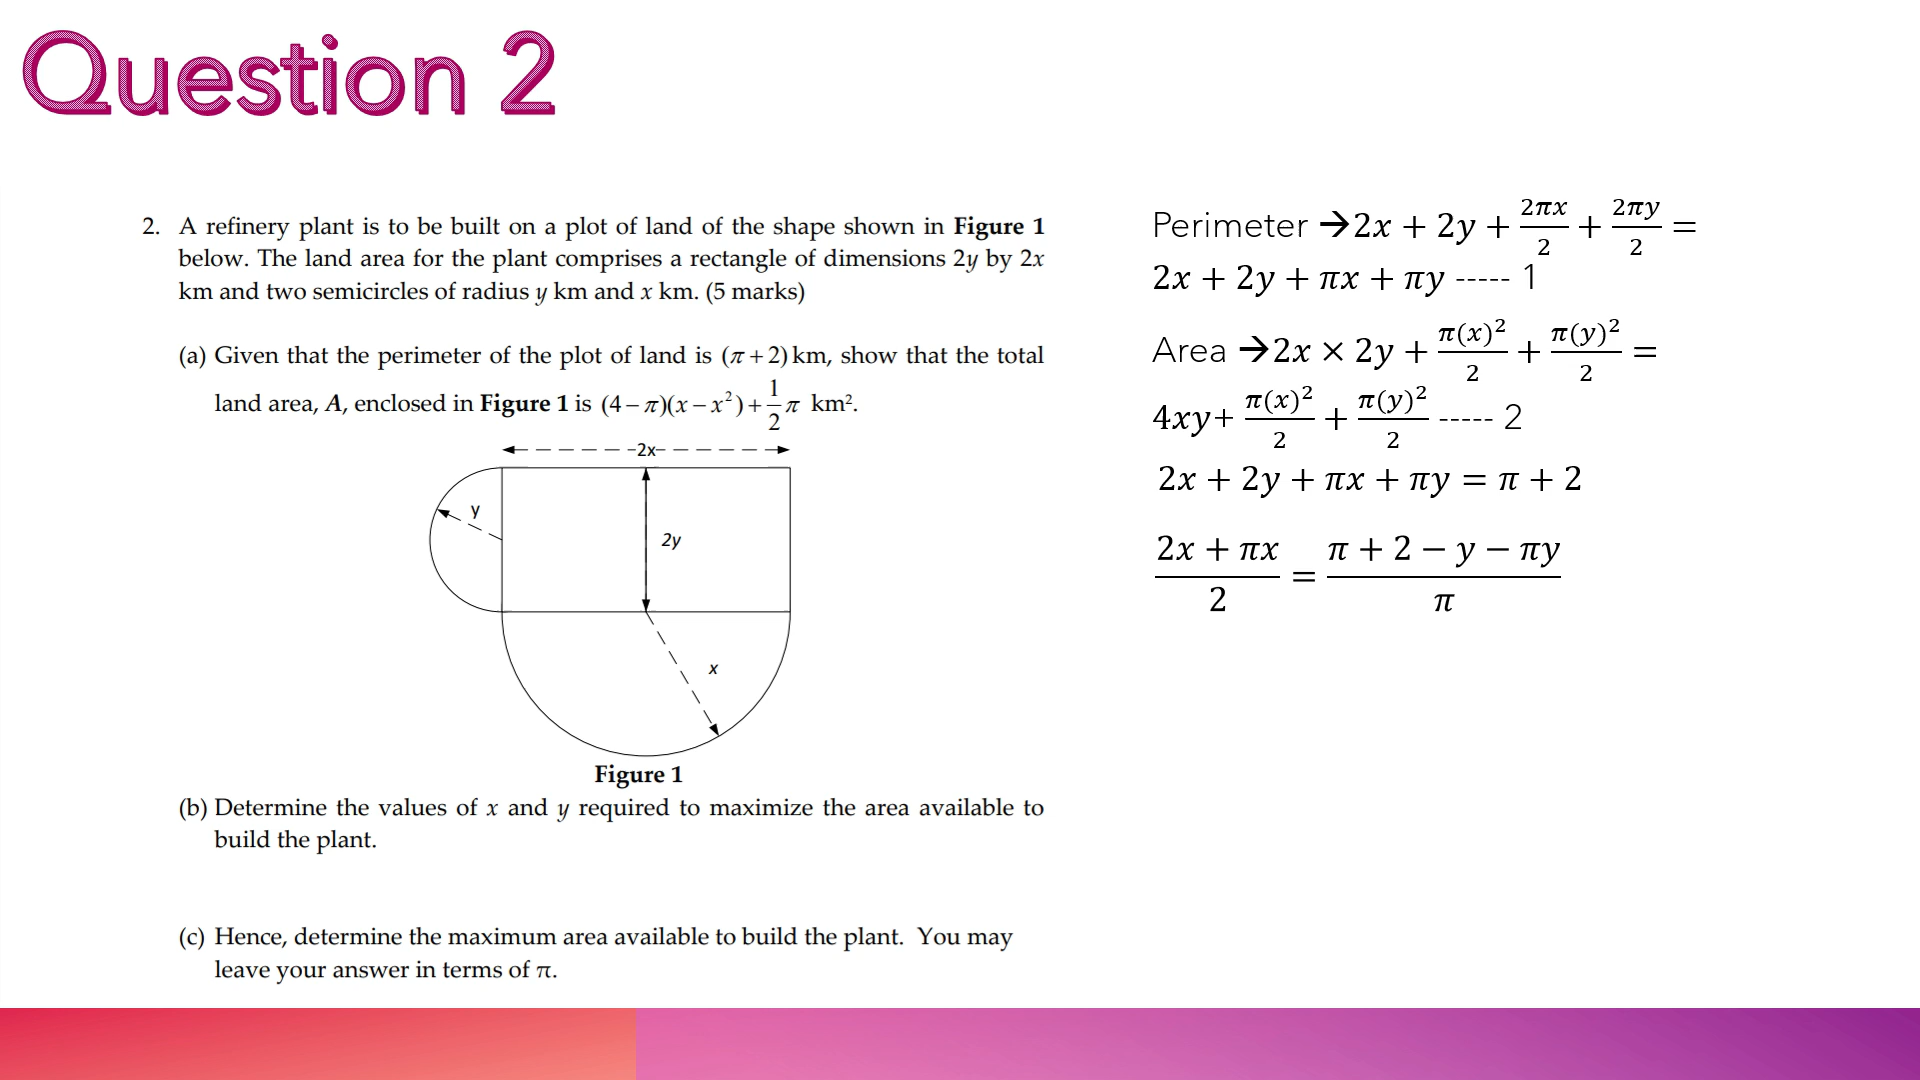 Question 2
2. A refinery plant is to be built on a plot of land of the shape shown in Figure 1
below. The land area for the plant comprises a rectangle of dimensions 2y by 2x
km and two semicircles of radius y km and x km. (5 marks)
(a) Given that the perimeter of the plot of land is (π + 2) km, show that the total
land area, A, enclosed in Figure 1 is (4 − π)(x − x²) + 1/2 π km².
2x
y
2y
x
Figure 1
(b) Determine the values of x and y required to maximize the area available to
build the plant.
(c) Hence, determine the maximum area available to build the plant. You may
leave your answer in terms of π.
Perimeter →2x + 2y + 2πx/2 + 2πy/2 =
2x + 2y + πx + πy ----- 1
Area →2x × 2y + π(x)²/2 + π(y)²/2 =
4xy+ π(x)²/2 + π(y)²/2 ----- 2
2x + 2y + πx + πy = π + 2
(2x + πx)/2 = (π + 2 − y − πy)/π